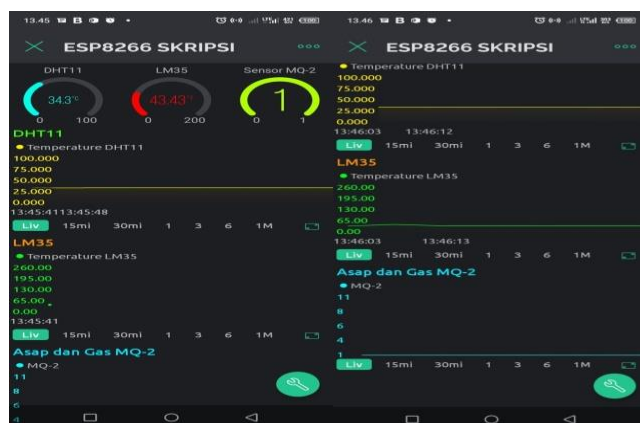 13.45
ESP8266 SKRIPSI
DHT11 LM35 Sensor MQ-2
34.3°C 43.43°C 1
0 100 0 200 0 1
DHT11
Temperature DHT11
100.000
75.000
50.000
25.000
0.000
13:45:41 13:45:48
Liv 15mi 30mi 1 3 6 1M
LM35
Temperature LM35
260.00
195.00
130.00
65.00
0.00
13:45:41
Liv 15mi 30mi 1 3 6 1M
Asap dan Gas MQ-2
MQ-2
11
8
6
4
13.46
ESP8266 SKRIPSI
Temperature DHT11
100.000
75.000
50.000
25.000
0.000
13:46:03 13:46:12
Liv 15mi 30mi 1 3 6 1M
LM35
Temperature LM35
260.00
195.00
130.00
65.00
0.00
13:46:03 13:46:13
Liv 15mi 30mi 1 3 6 1M
Asap dan Gas MQ-2
MQ-2
11
8
6
4
1
Liv 15mi 30mi 1 3 6 1M